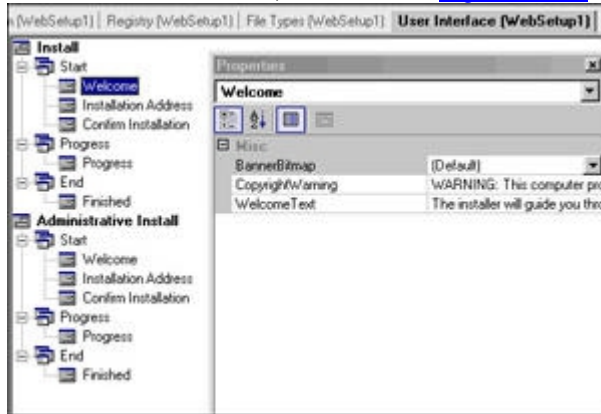 (WebSetup1) | Registry (WebSetup1) | File Types (WebSetup1) | User Interface (WebSetup1)
Install
Start
Welcome
Installation Address
Confirm Installation
Progress
Progress
End
Finished
Administrative Install
Start
Welcome
Installation Address
Confirm Installation
Progress
Progress
End
Finished
Properties
Welcome
Misc
BannerBitmap (Default)
CopyrightWarning WARNING: This computer pro
WelcomeText The installer will guide you thro